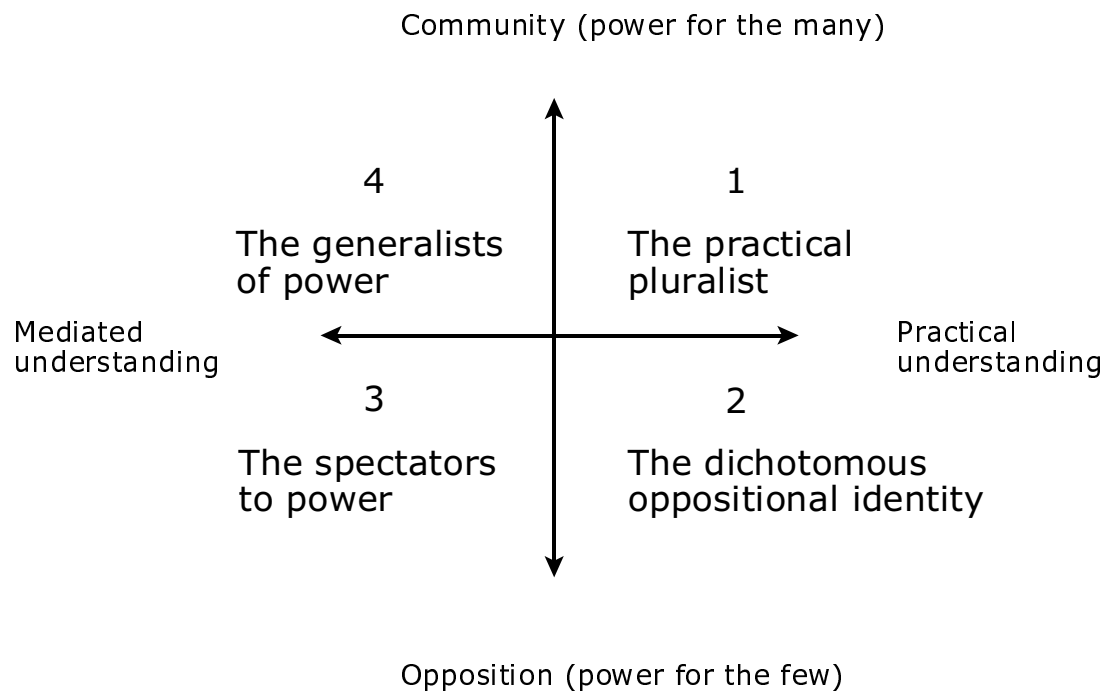 Community (power for the many)
4
1
The generalists
of power
The practical
pluralist
Mediated
understanding
Practical
understanding
3
2
The spectators
to power
The dichotomous
oppositional identity
Opposition (power for the few)